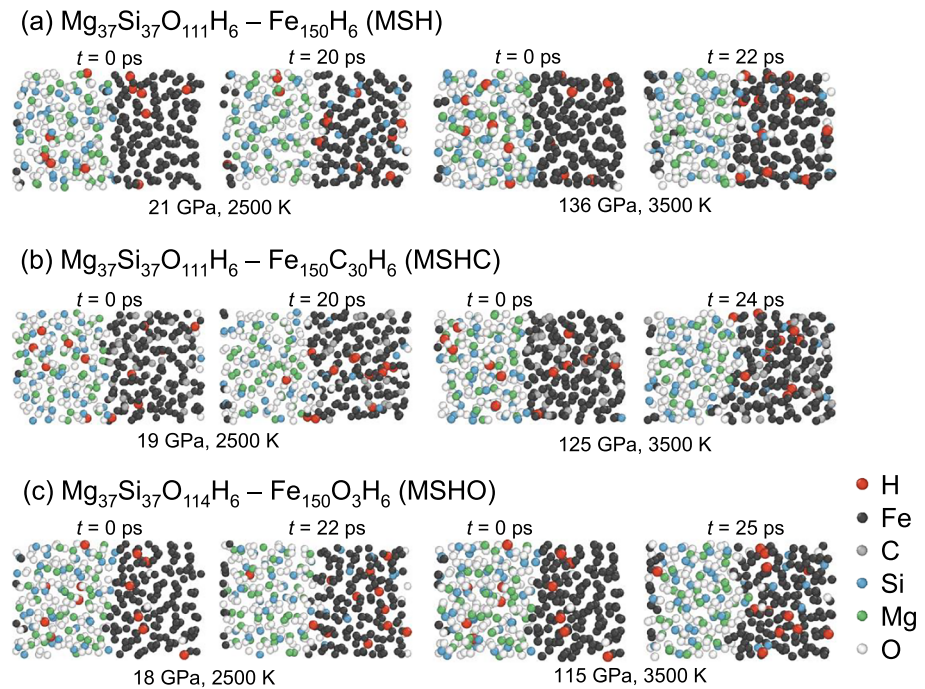 (a) Mg₃₇Si₃₇O₁₁₁H₆ – Fe₁₅₀H₆ (MSH)
t = 0 ps t = 20 ps t = 0 ps t = 22 ps
21 GPa, 2500 K 136 GPa, 3500 K
(b) Mg₃₇Si₃₇O₁₁₁H₆ – Fe₁₅₀C₃₀H₆ (MSHC)
t = 0 ps t = 20 ps t = 0 ps t = 24 ps
19 GPa, 2500 K 125 GPa, 3500 K
(c) Mg₃₇Si₃₇O₁₁₄H₆ – Fe₁₅₀O₃H₆ (MSHO)
t = 0 ps t = 22 ps t = 0 ps t = 25 ps
18 GPa, 2500 K 115 GPa, 3500 K
H
Fe
C
Si
Mg
O